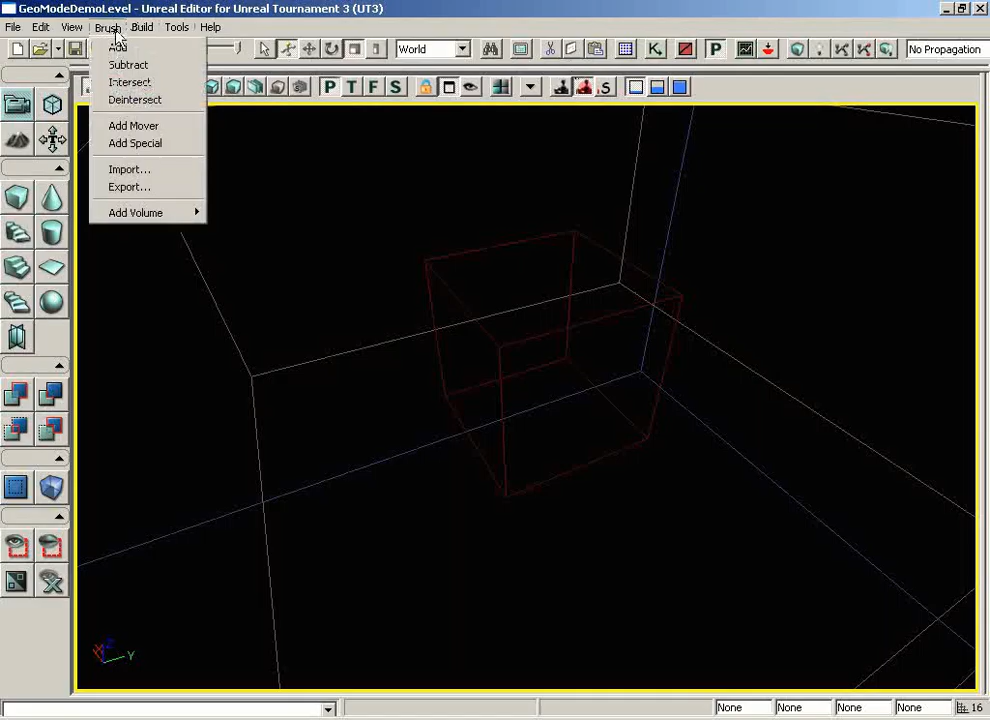 GeoModeDemoLevel - Unreal Editor for Unreal Tournament 3 (UT3)
File Edit View Brush Build Tools Help
World
P
No Propagation
P T F S
S
Add
Subtract
Intersect
Deintersect
Add Mover
Add Special
Import...
Export...
Add Volume
Z
X Y
None None None None 16